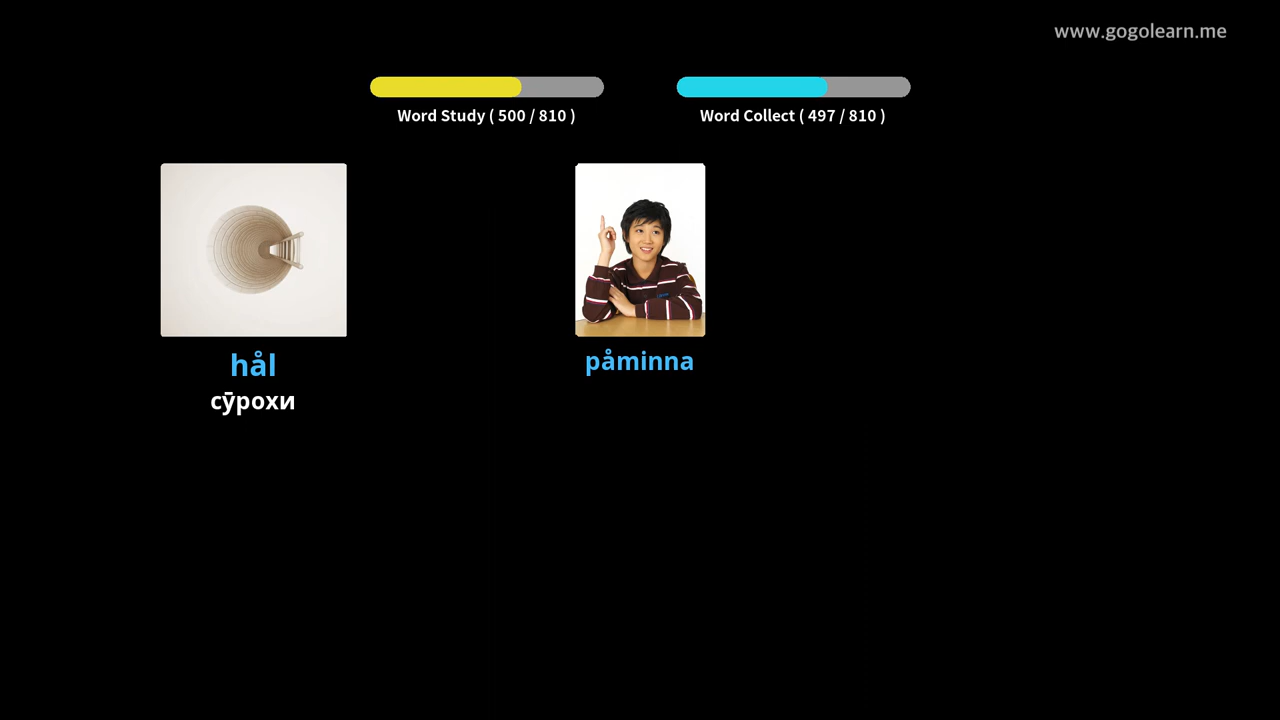 www.gogolearn.me
Word Study ( 500 / 810 )
Word Collect ( 497 / 810 )
hål
сӯрохи
påminna